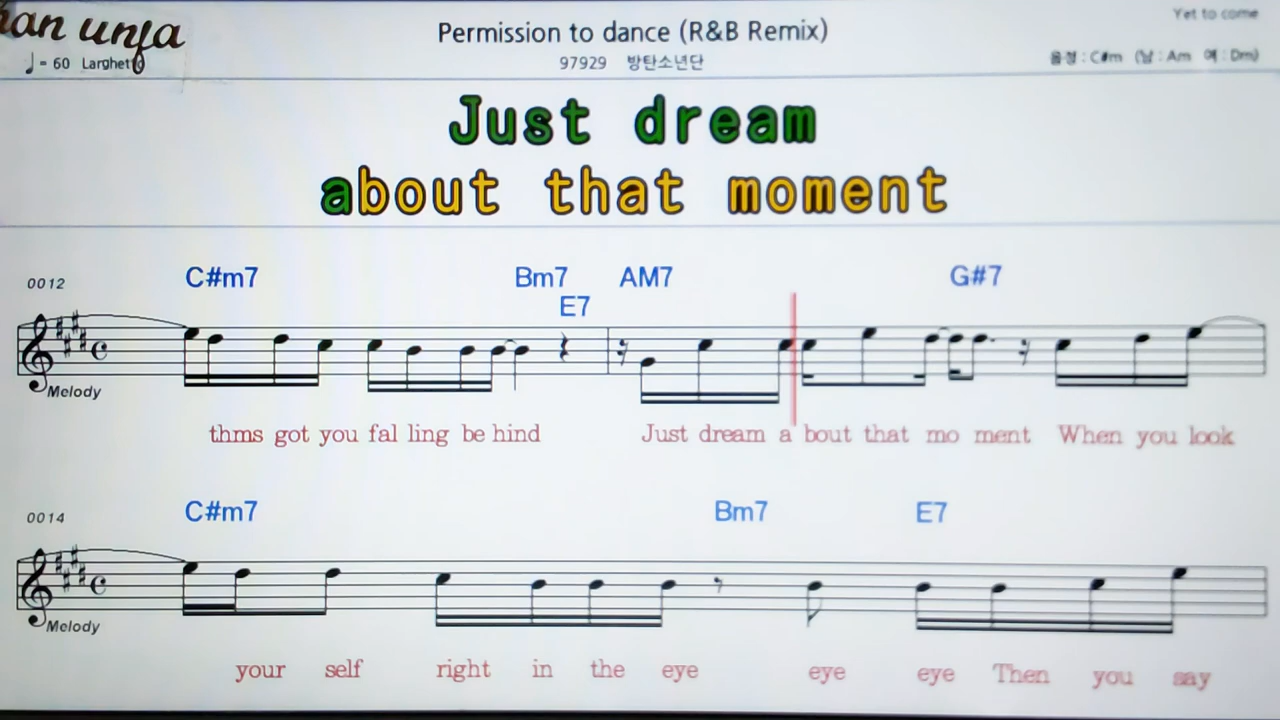 Permission to dance (R&B Remix)
Yet to come
♩= 60 Larghetto
97929 방탄소년단
음정 : C#m (남 : Am 여 : Dm)
Just dream
about that moment
0012 C#m7 Bm7 E7 AM7 G#7
Melody
thms got you fal ling be hind Just dream a bout that mo ment When you look
0014 C#m7 Bm7 E7
Melody
your self right in the eye eye eye Then you say